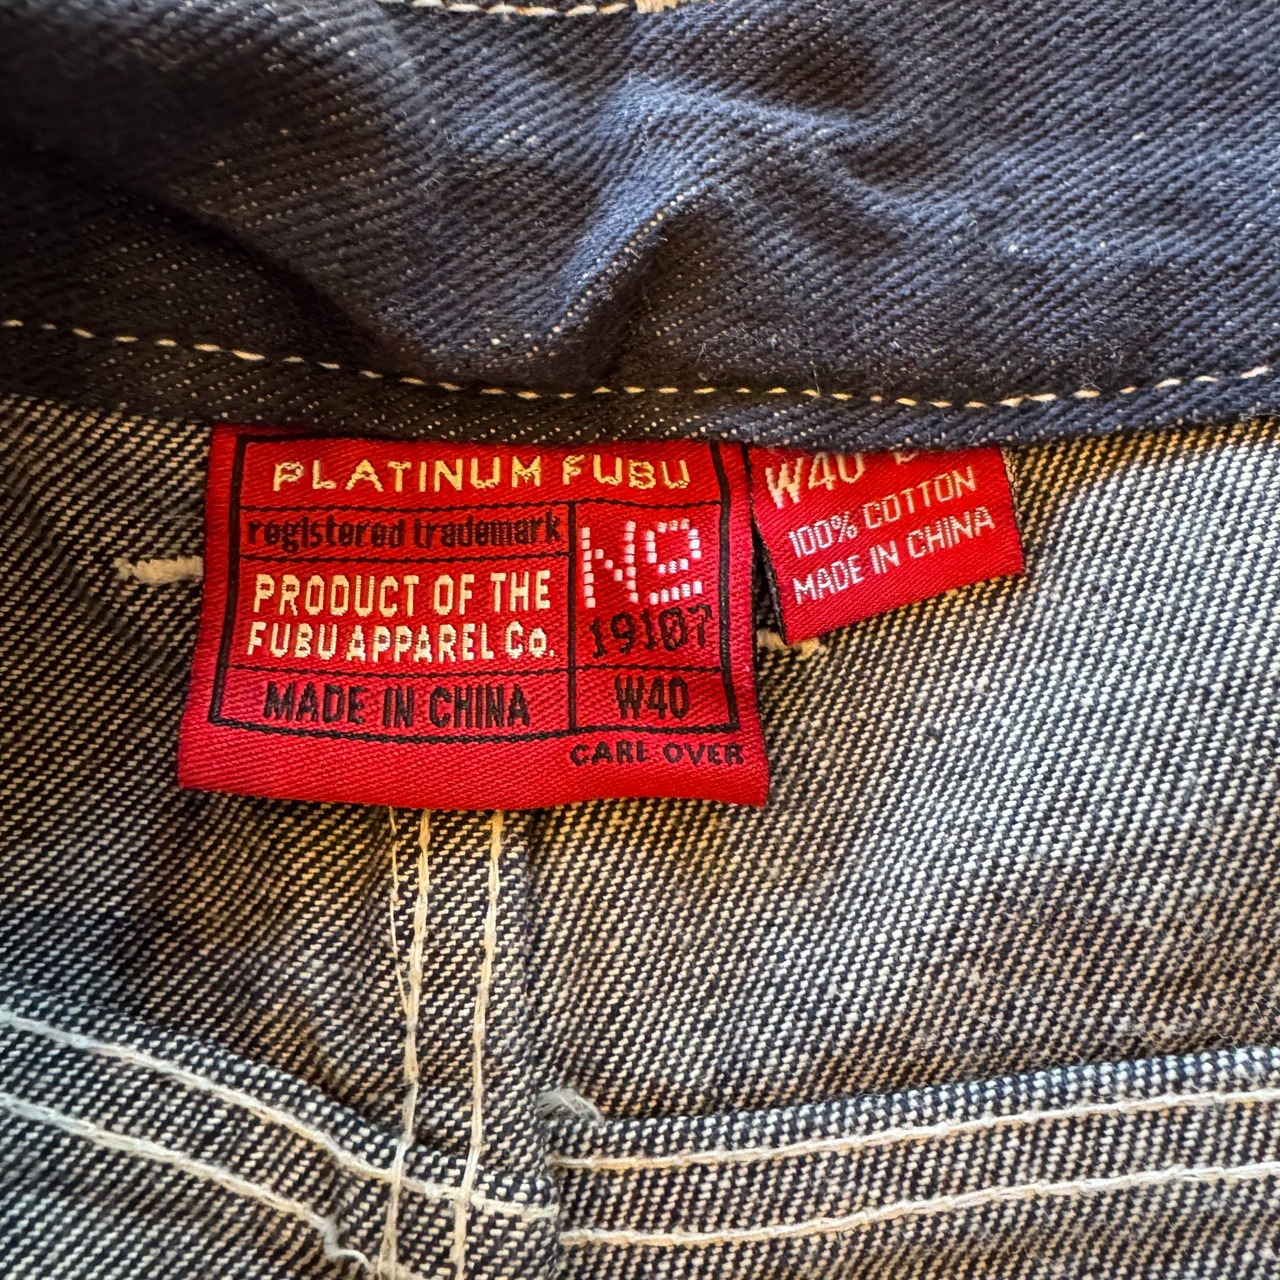 PLATINUM FUBU
registered trademark
PRODUCT OF THE
FUBU APPAREL Co.
MADE IN CHINA
NO
19107
W40
CARL OVER
W40
100% COTTON
MADE IN CHINA